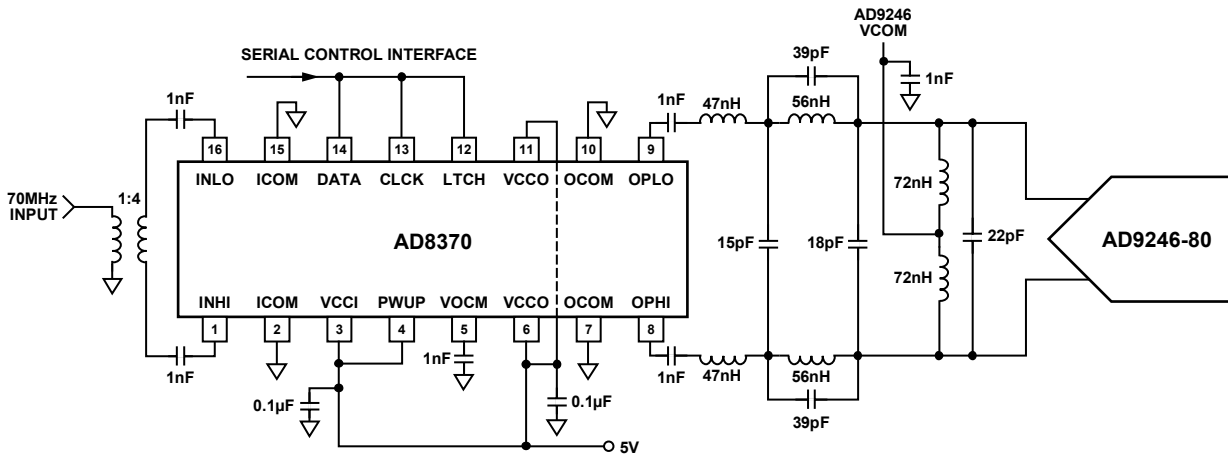 AD9246
VCOM
39pF
SERIAL CONTROL INTERFACE
1nF
1nF
1nF
47nH
56nH
16
15
14
13
12
11
10
9
INLO
ICOM
DATA
CLCK
LTCH
VCCO
OCOM
OPLO
70MHz
INPUT
1:4
72nH
AD8370
15pF
18pF
22pF
AD9246-80
72nH
INHI
ICOM
VCCI
PWUP
VOCM
VCCO
OCOM
OPHI
1
2
3
4
5
6
7
8
1nF
1nF
1nF
47nH
56nH
0.1µF
0.1µF
39pF
5V